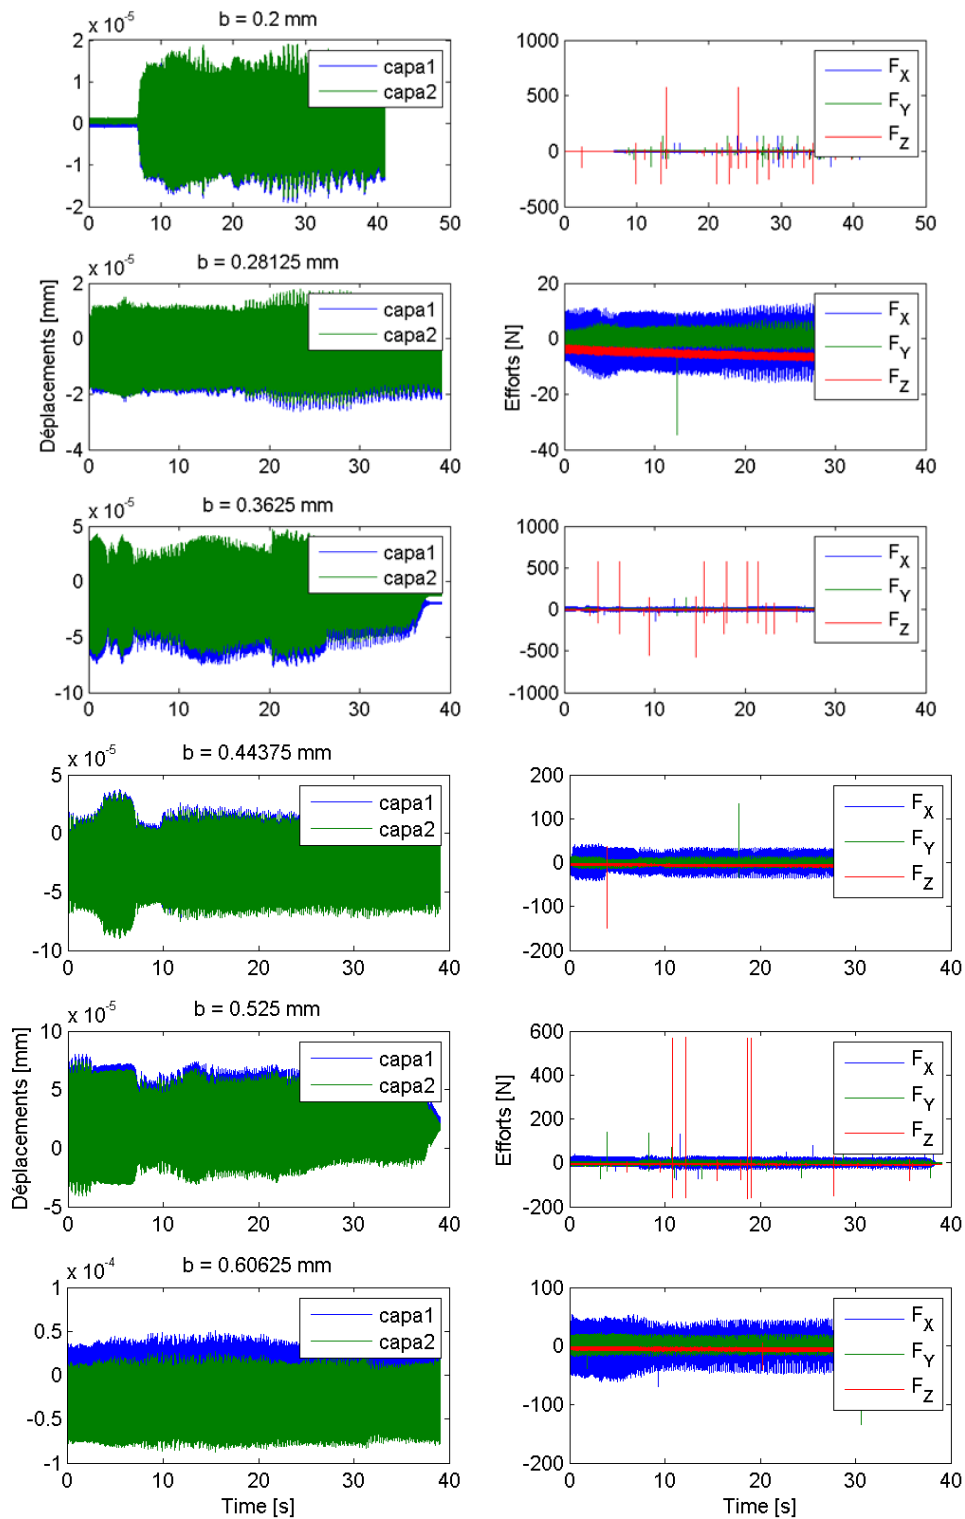 x 10⁻⁵
b = 0.2 mm
2
1
0
-1
-2
0 10 20 30 40 50
capa1
capa2
1000
500
0
-500
0 10 20 30 40 50
F_X
F_Y
F_Z
x 10⁻⁵
b = 0.28125 mm
Déplacements [mm]
2
0
-2
-4
0 10 20 30 40
capa1
capa2
Efforts [N]
20
0
-20
-40
0 10 20 30 40
F_X
F_Y
F_Z
x 10⁻⁵
b = 0.3625 mm
5
0
-5
-10
0 10 20 30 40
capa1
capa2
1000
500
0
-500
-1000
0 10 20 30 40
F_X
F_Y
F_Z
x 10⁻⁵
b = 0.44375 mm
5
0
-5
-10
0 10 20 30 40
capa1
capa2
200
100
0
-100
-200
0 10 20 30 40
F_X
F_Y
F_Z
x 10⁻⁵
b = 0.525 mm
Déplacements [mm]
10
5
0
-5
0 10 20 30 40
capa1
capa2
Efforts [N]
600
400
200
0
-200
0 10 20 30 40
F_X
F_Y
F_Z
x 10⁻⁴
b = 0.60625 mm
1
0.5
0
-0.5
-1
0 10 20 30 40
Time [s]
capa1
capa2
100
0
-100
-200
0 10 20 30 40
Time [s]
F_X
F_Y
F_Z